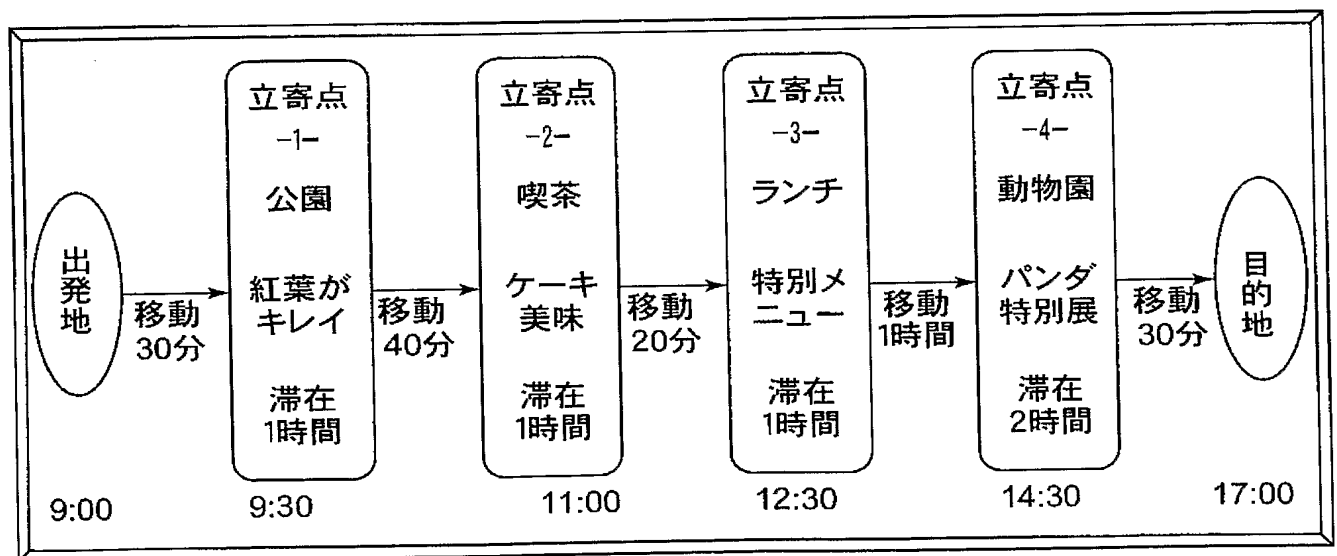 出発地
移動
30分
立寄点
-1-
公園
紅葉が
キレイ
滞在
1時間
移動
40分
立寄点
-2-
喫茶
ケーキ
美味
滞在
1時間
移動
20分
立寄点
-3-
ランチ
特別メ
ニュー
滞在
1時間
移動
1時間
立寄点
-4-
動物園
パンダ
特別展
滞在
2時間
移動
30分
目的地
9:00
9:30
11:00
12:30
14:30
17:00